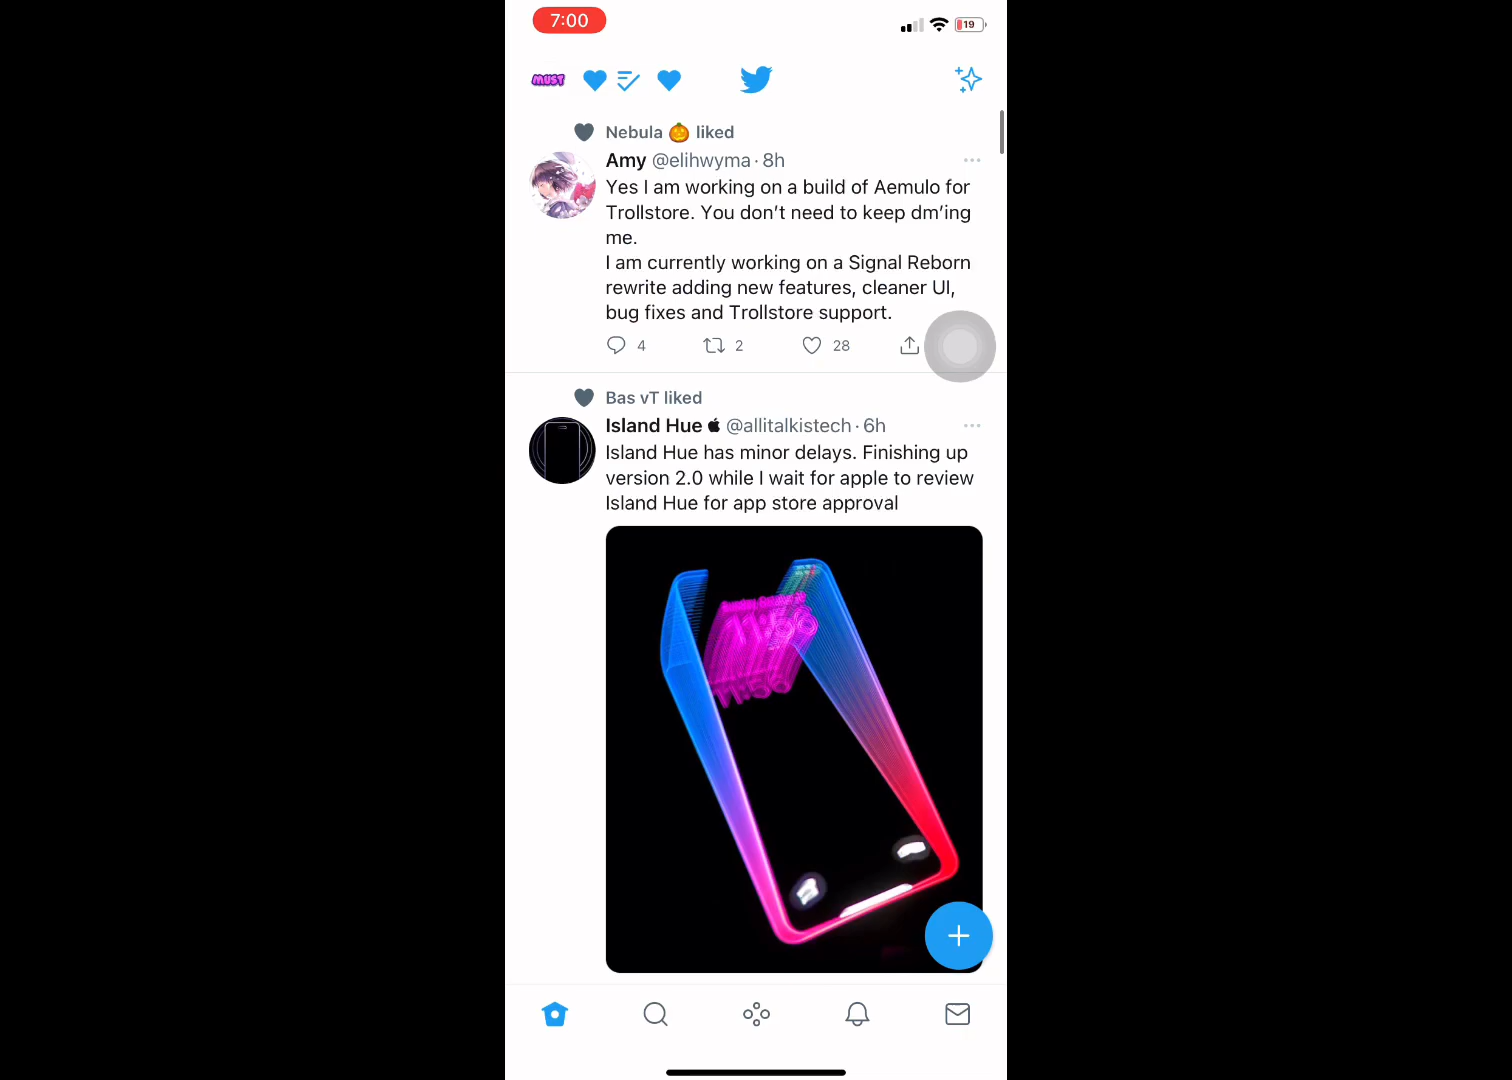 7:00
19
MUST
Nebula 🎃 liked
Amy @elihwyma · 8h
Yes I am working on a build of Aemulo for
Trollstore. You don’t need to keep dm’ing
me.
I am currently working on a Signal Reborn
rewrite adding new features, cleaner UI,
bug fixes and Trollstore support.
4 2 28
Bas vT liked
Island Hue  @allitalkistech · 6h
Island Hue has minor delays. Finishing up
version 2.0 while I wait for apple to review
Island Hue for app store approval